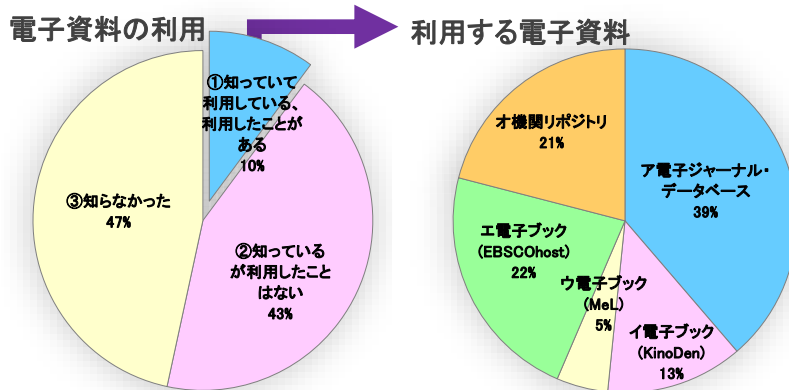 電子資料の利用
①知っていて
利用している、
利用したことが
ある
10%
②知っている
が利用したこと
はない
43%
③知らなかった
47%
利用する電子資料
ア電子ジャーナル・
データベース
39%
イ電子ブック
(KinoDen)
13%
ウ電子ブック
(MeL)
5%
エ電子ブック
(EBSCOhost)
22%
オ機関リポジトリ
21%